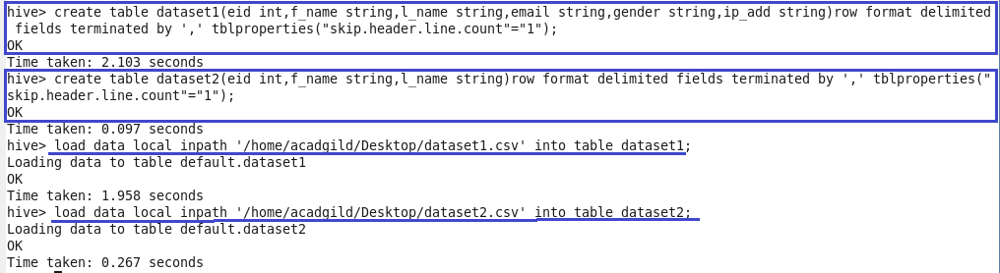 hive> create table dataset1(eid int,f_name string,l_name string,email string,gender string,ip_add string)row format delimited
 fields terminated by ',' tblproperties("skip.header.line.count"="1");
OK
Time taken: 2.103 seconds
hive> create table dataset2(eid int,f_name string,l_name string)row format delimited fields terminated by ',' tblproperties("
skip.header.line.count"="1");
OK
Time taken: 0.097 seconds
hive> load data local inpath '/home/acadgild/Desktop/dataset1.csv' into table dataset1;
Loading data to table default.dataset1
OK
Time taken: 1.958 seconds
hive> load data local inpath '/home/acadgild/Desktop/dataset2.csv' into table dataset2;
Loading data to table default.dataset2
OK
Time taken: 0.267 seconds